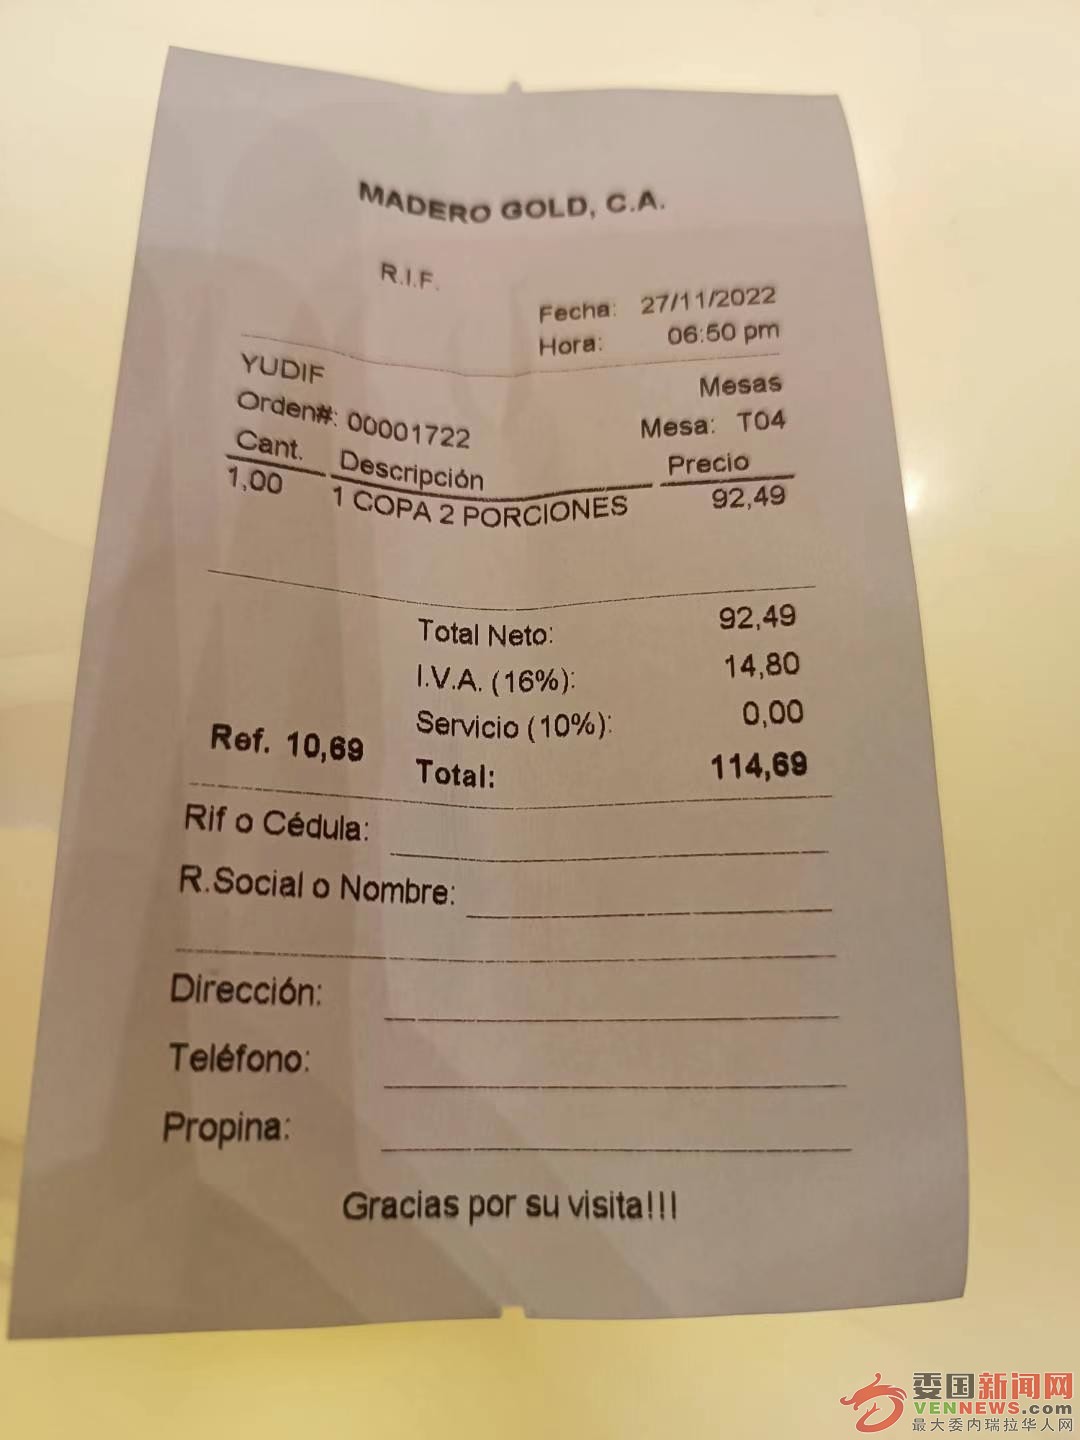 MADERO GOLD, C.A.
R.I.F.
Fecha: 27/11/2022
Hora: 06:50 pm
YUDIF Mesas
Orden#: 00001722 Mesa: T04
Cant. Descripción Precio
1,00 1 COPA 2 PORCIONES 92,49
Total Neto: 92,49
I.V.A. (16%): 14,80
Servicio (10%): 0,00
Ref. 10,69 Total: 114,69
Rif o Cédula:
R.Social o Nombre:
Dirección:
Teléfono:
Propina:
Gracias por su visita!!!
委国新闻网
VENNEWS.com
最大委内瑞拉华人网